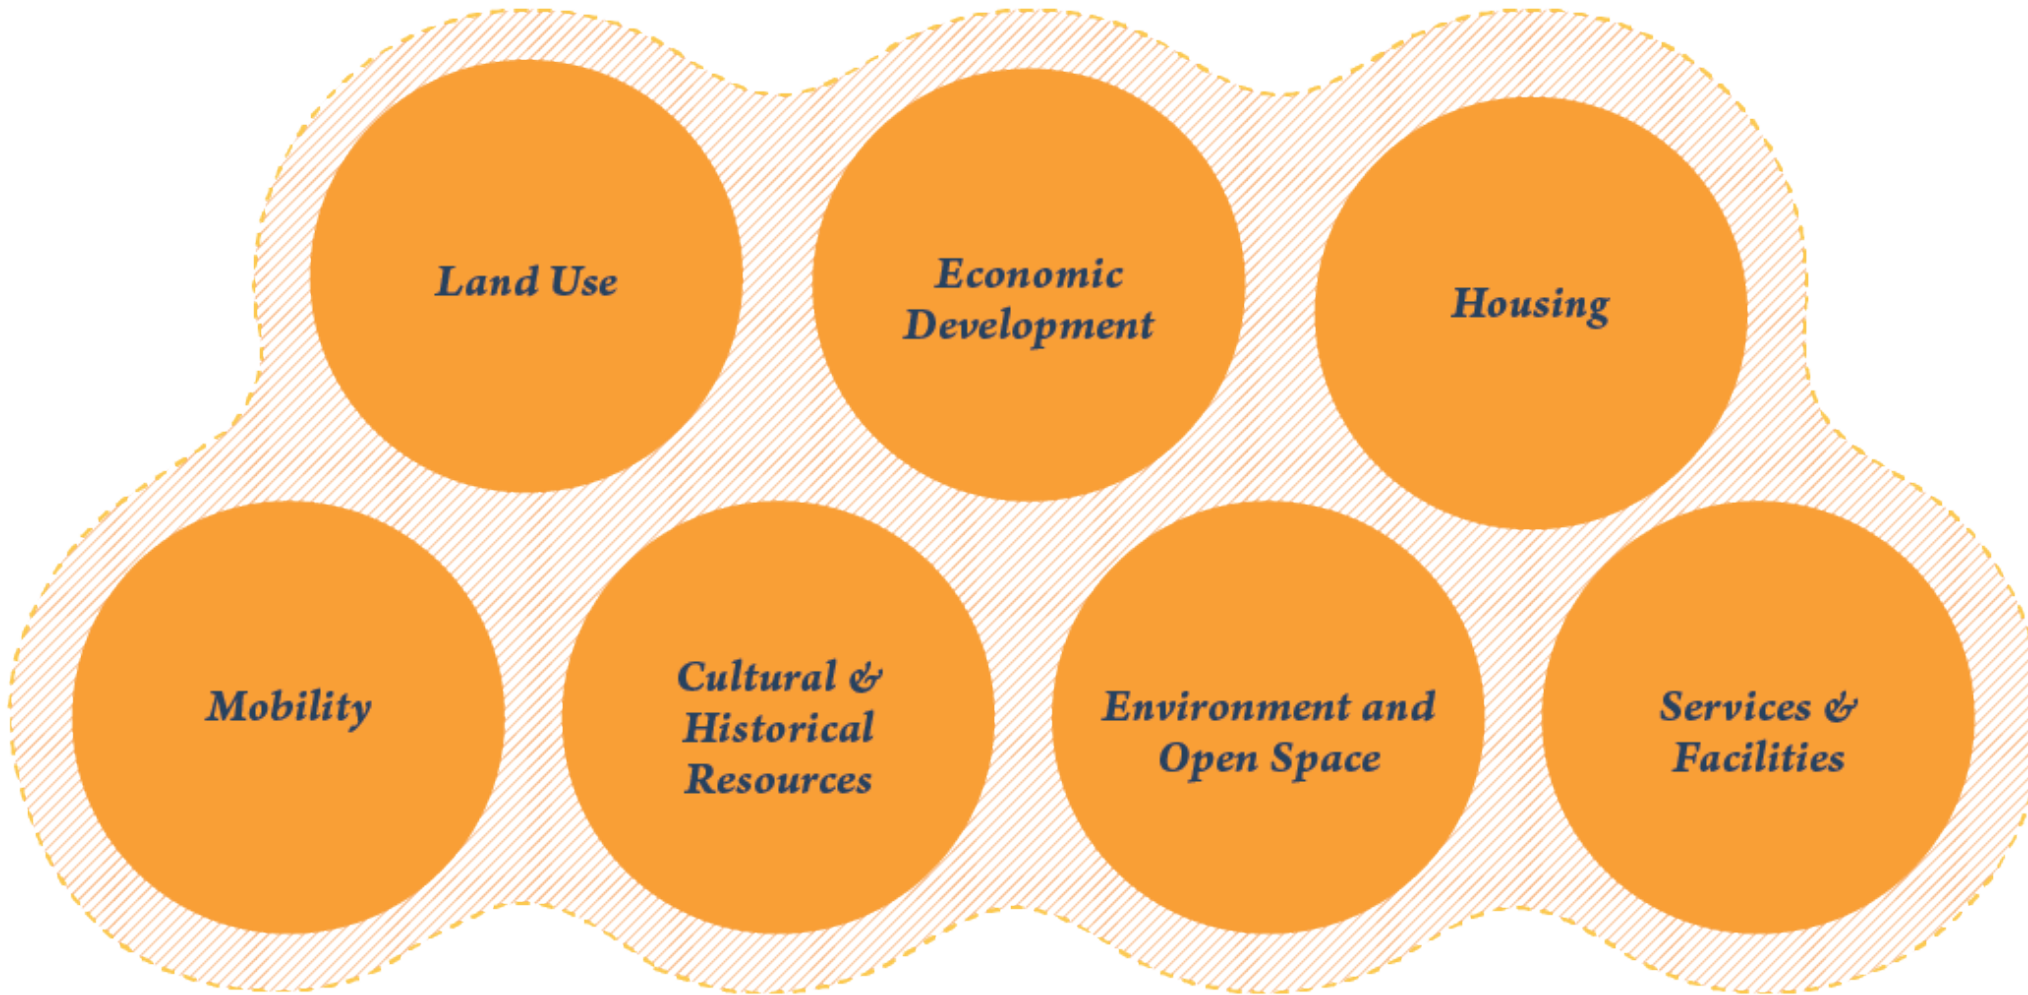 Land Use
Economic
Development
Housing
Mobility
Cultural &
Historical
Resources
Environment and
Open Space
Services &
Facilities